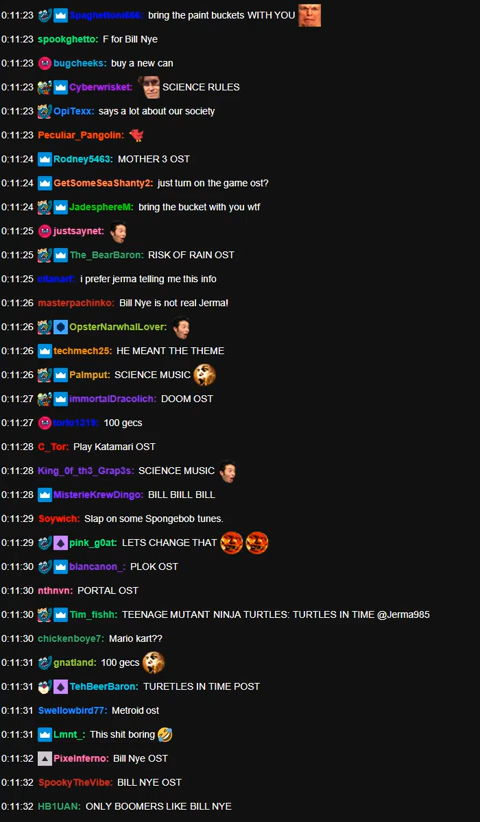 0:11:23 Spaghettioni666: bring the paint buckets WITH YOU
0:11:23 spookghetto: F for Bill Nye
0:11:23 bugcheeks: buy a new can
0:11:23 Cyberwrisket: SCIENCE RULES
0:11:23 OpiTexx: says a lot about our society
0:11:23 Peculiar_Pangolin:
0:11:24 Rodney5463: MOTHER 3 OST
0:11:24 GetSomeSeaShanty2: just turn on the game ost?
0:11:24 JadesphereM: bring the bucket with you wtf
0:11:25 justsaynet:
0:11:25 The_BearBaron: RISK OF RAIN OST
0:11:25 i prefer jerma telling me this info
0:11:26 masterpachinko: Bill Nye is not real Jerma!
0:11:26 OpsterNarwhalLover:
0:11:26 techmech25: HE MEANT THE THEME
0:11:26 Palmput: SCIENCE MUSIC
0:11:27 immortalDracolich: DOOM OST
0:11:27 100 gecs
0:11:28 C_Tor: Play Katamari OST
0:11:28 King_0f_th3_Grap3s: SCIENCE MUSIC
0:11:28 MisterieKrewDingo: BILL BIILL BILL
0:11:29 Soywich: Slap on some Spongebob tunes.
0:11:29 pink_g0at: LETS CHANGE THAT
0:11:30 blancanon_: PLOK OST
0:11:30 nthnvn: PORTAL OST
0:11:30 Tim_fishh: TEENAGE MUTANT NINJA TURTLES: TURTLES IN TIME @Jerma985
0:11:30 chickenboye7: Mario kart??
0:11:31 gnatland: 100 gecs
0:11:31 TehBeerBaron: TURETLES IN TIME POST
0:11:31 Swellowbird77: Metroid ost
0:11:31 Lmnt_: This shit boring 🤣
0:11:32 PixeInferno: Bill Nye OST
0:11:32 SpookyTheVibe: BILL NYE OST
0:11:32 HB1UAN: ONLY BOOMERS LIKE BILL NYE